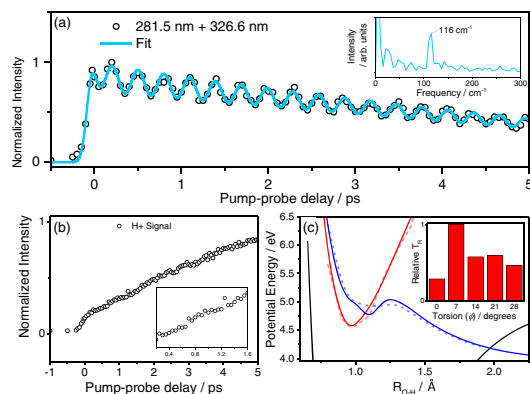 (a)
281.5 nm + 326.6 nm
Fit
Normalized Intensity
1
0
0 1 2 3 4 5
Pump-probe delay / ps
Intensity
/ arb. units
116 cm⁻¹
0 100 200 300
Frequency / cm⁻¹
(b)
H+ Signal
Normalized Intensity
1
0
-1 0 1 2 3 4 5
Pump-probe delay / ps
0.4 0.8 1.2 1.6
(c)
Potential Energy / eV
6.5
6.0
5.5
5.0
4.5
4.0
1.0 1.5 2.0
R_O-H / Å
Relative T_R
1
0
0 7 14 21 28
Torsion (φ) / degrees